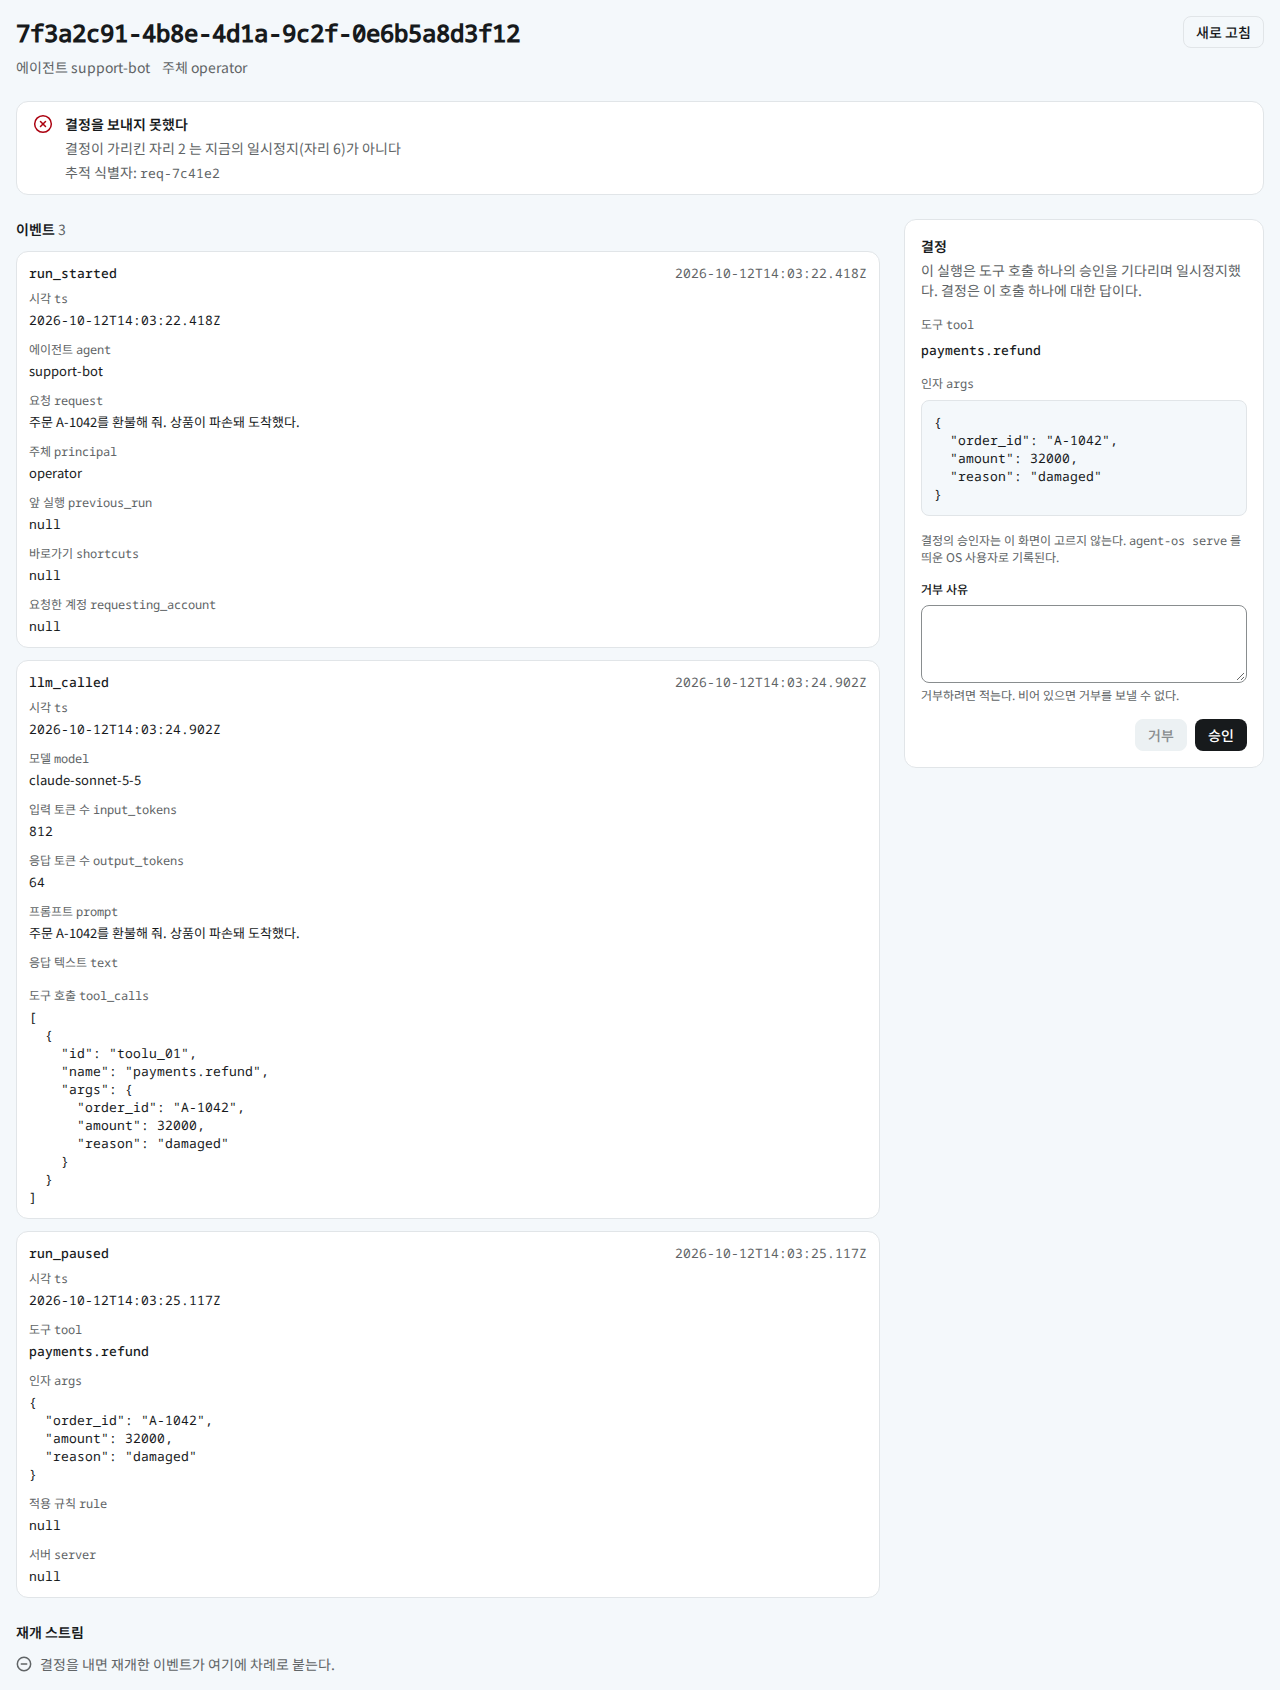 7f3a2c91-4b8e-4d1a-9c2f-0e6b5a8d3f12
새로 고침
에이전트 support-bot 주체 operator
결정을 보내지 못했다
결정이 가리킨 자리 2 는 지금의 일시정지(자리 6)가 아니다
추적 식별자: req-7c41e2
이벤트 3
run_started 2026-10-12T14:03:22.418Z
시각 ts
2026-10-12T14:03:22.418Z
에이전트 agent
support-bot
요청 request
주문 A-1042를 환불해 줘. 상품이 파손돼 도착했다.
주체 principal
operator
앞 실행 previous_run
null
바로가기 shortcuts
null
요청한 계정 requesting_account
null
llm_called 2026-10-12T14:03:24.902Z
시각 ts
2026-10-12T14:03:24.902Z
모델 model
claude-sonnet-5-5
입력 토큰 수 input_tokens
812
응답 토큰 수 output_tokens
64
프롬프트 prompt
주문 A-1042를 환불해 줘. 상품이 파손돼 도착했다.
응답 텍스트 text
도구 호출 tool_calls
[
  {
    "id": "toolu_01",
    "name": "payments.refund",
    "args": {
      "order_id": "A-1042",
      "amount": 32000,
      "reason": "damaged"
    }
  }
]
run_paused 2026-10-12T14:03:25.117Z
시각 ts
2026-10-12T14:03:25.117Z
도구 tool
payments.refund
인자 args
{
  "order_id": "A-1042",
  "amount": 32000,
  "reason": "damaged"
}
적용 규칙 rule
null
서버 server
null
재개 스트림
결정을 내면 재개한 이벤트가 여기에 차례로 붙는다.
결정
이 실행은 도구 호출 하나의 승인을 기다리며 일시정지했
다. 결정은 이 호출 하나에 대한 답이다.
도구 tool
payments.refund
인자 args
{
  "order_id": "A-1042",
  "amount": 32000,
  "reason": "damaged"
}
결정의 승인자는 이 화면이 고르지 않는다. agent-os serve 를
띄운 OS 사용자로 기록된다.
거부 사유
거부하려면 적는다. 비어 있으면 거부를 보낼 수 없다.
거부 승인